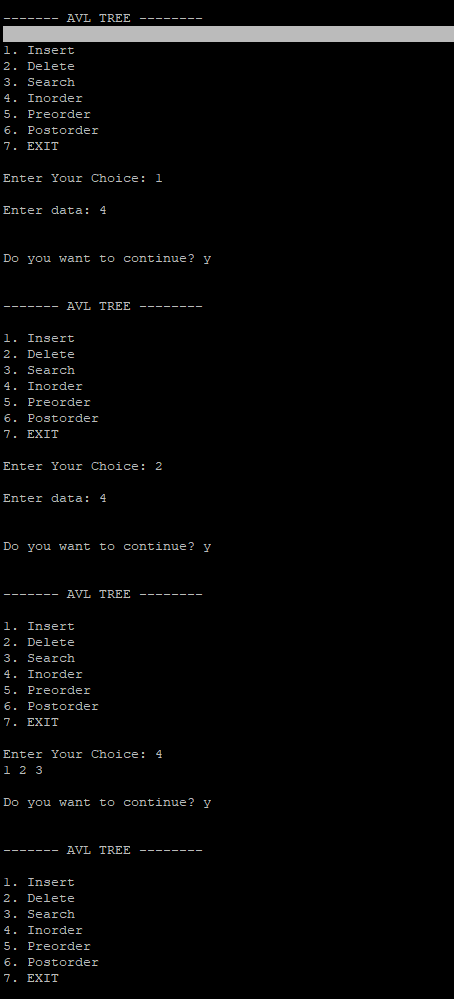 ------- AVL TREE --------
1. Insert
2. Delete
3. Search
4. Inorder
5. Preorder
6. Postorder
7. EXIT
Enter Your Choice: 1
Enter data: 4
Do you want to continue? y
------- AVL TREE --------
1. Insert
2. Delete
3. Search
4. Inorder
5. Preorder
6. Postorder
7. EXIT
Enter Your Choice: 2
Enter data: 4
Do you want to continue? y
------- AVL TREE --------
1. Insert
2. Delete
3. Search
4. Inorder
5. Preorder
6. Postorder
7. EXIT
Enter Your Choice: 4
1 2 3
Do you want to continue? y
------- AVL TREE --------
1. Insert
2. Delete
3. Search
4. Inorder
5. Preorder
6. Postorder
7. EXIT